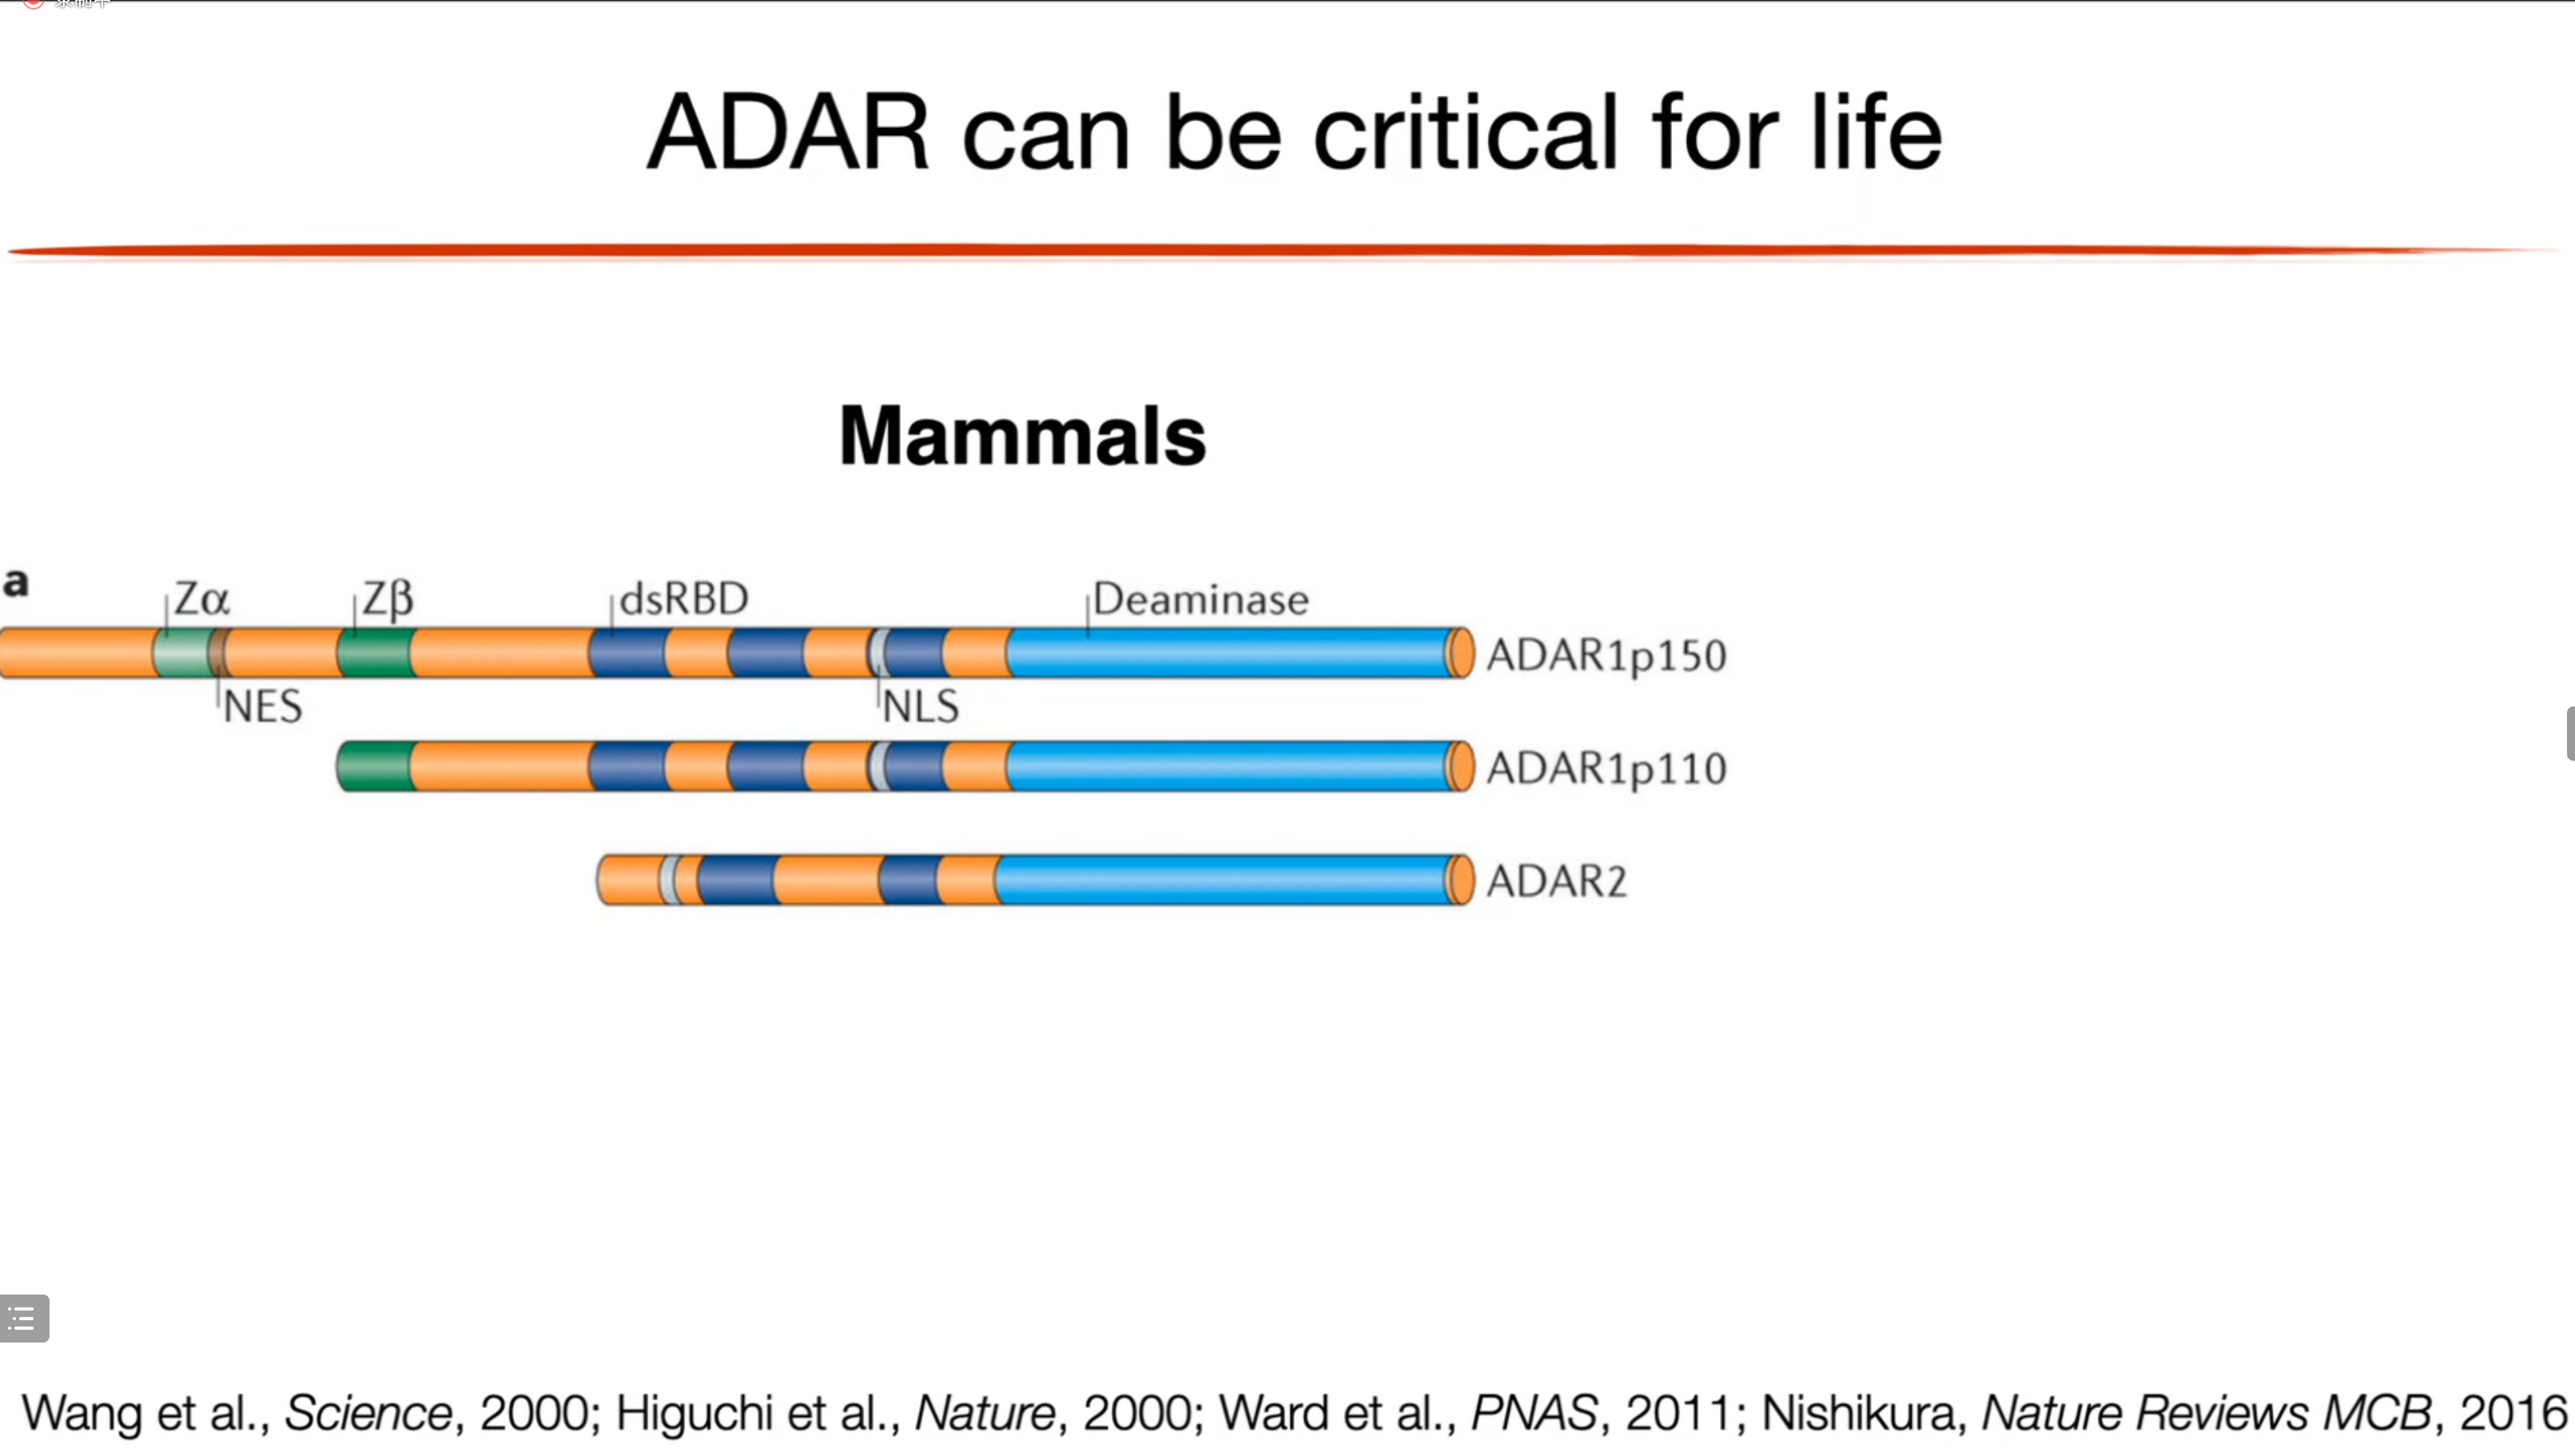 ADAR can be critical for life
Mammals
a
Zα Zβ dsRBD Deaminase
ADAR1p150
NES NLS
ADAR1p110
ADAR2
Wang et al., Science, 2000; Higuchi et al., Nature, 2000; Ward et al., PNAS, 2011; Nishikura, Nature Reviews MCB, 2016